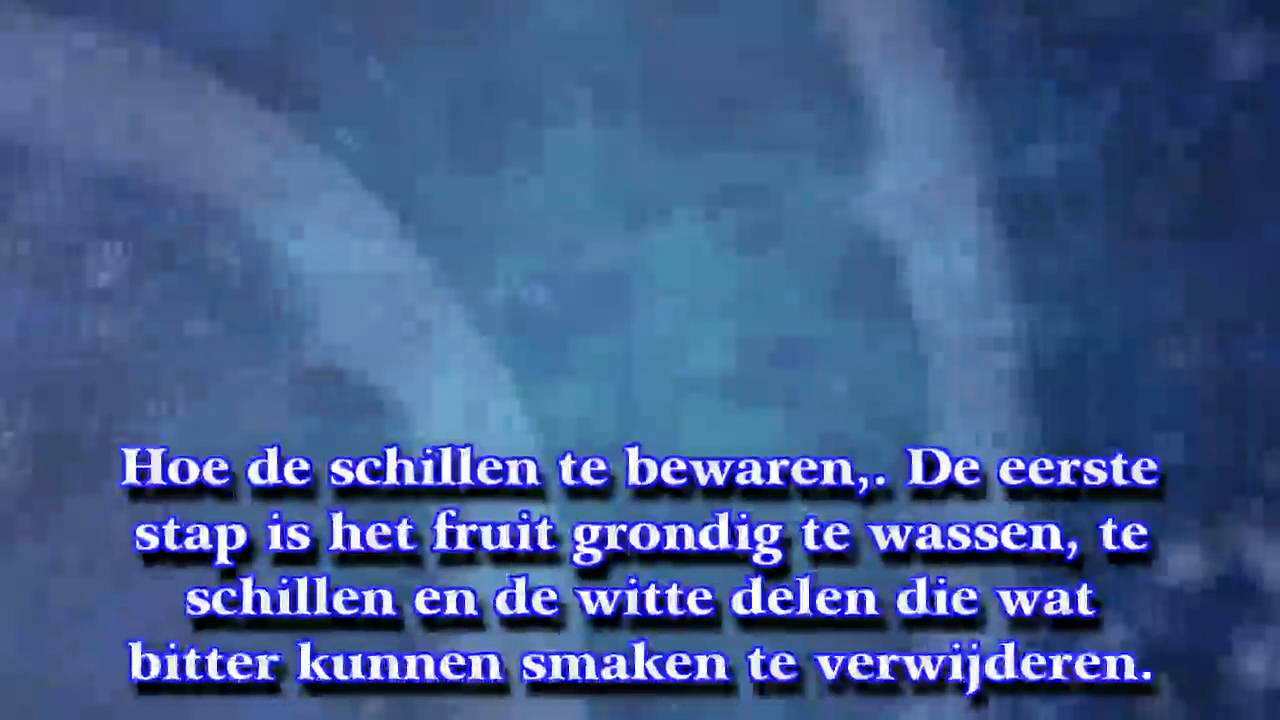 Hoe de schillen te bewaren,. De eerste
stap is het fruit grondig te wassen, te
schillen en de witte delen die wat
bitter kunnen smaken te verwijderen.